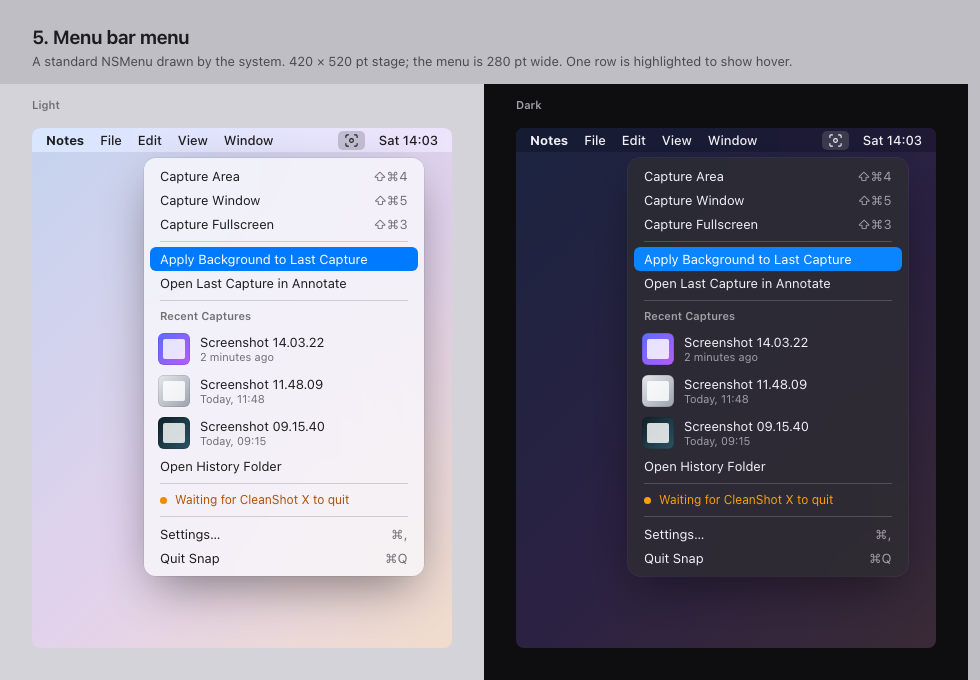 5. Menu bar menu
A standard NSMenu drawn by the system. 420 × 520 pt stage; the menu is 280 pt wide. One row is highlighted to show hover.
Light
Notes File Edit View Window Sat 14:03
Capture Area ⇧⌘4
Capture Window ⇧⌘5
Capture Fullscreen ⇧⌘3
Apply Background to Last Capture
Open Last Capture in Annotate
Recent Captures
Screenshot 14.03.22
2 minutes ago
Screenshot 11.48.09
Today, 11:48
Screenshot 09.15.40
Today, 09:15
Open History Folder
Waiting for CleanShot X to quit
Settings... ⌘,
Quit Snap ⌘Q
Dark
Notes File Edit View Window Sat 14:03
Capture Area ⇧⌘4
Capture Window ⇧⌘5
Capture Fullscreen ⇧⌘3
Apply Background to Last Capture
Open Last Capture in Annotate
Recent Captures
Screenshot 14.03.22
2 minutes ago
Screenshot 11.48.09
Today, 11:48
Screenshot 09.15.40
Today, 09:15
Open History Folder
Waiting for CleanShot X to quit
Settings... ⌘,
Quit Snap ⌘Q